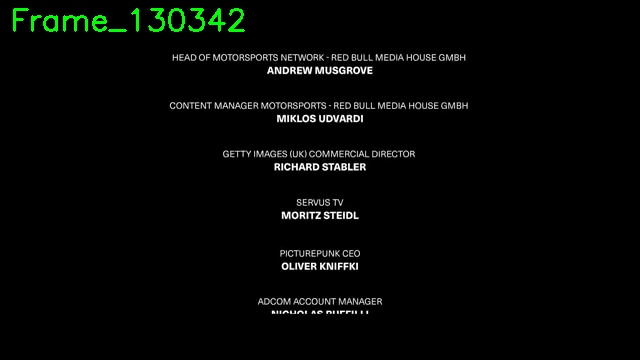 Frame_130342
HEAD OF MOTORSPORTS NETWORK - RED BULL MEDIA HOUSE GMBH
ANDREW MUSGROVE
CONTENT MANAGER MOTORSPORTS - RED BULL MEDIA HOUSE GMBH
MIKLOS UDVARDI
GETTY IMAGES (UK) COMMERCIAL DIRECTOR
RICHARD STABLER
SERVUS TV
MORITZ STEIDL
PICTUREPUNK CEO
OLIVER KNIFFKI
ADCOM ACCOUNT MANAGER
NICHOLAS